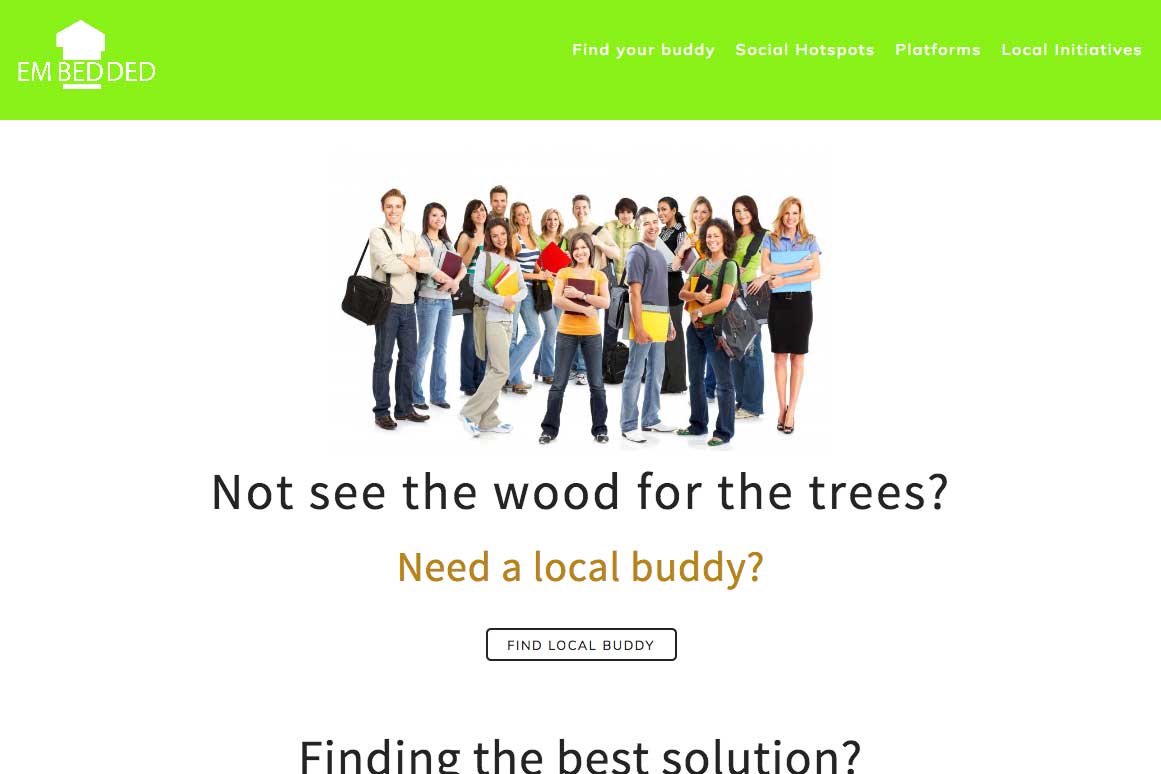 EMBEDDED
Find your buddy Social Hotspots Platforms Local Initiatives
Not see the wood for the trees?
Need a local buddy?
FIND LOCAL BUDDY
Finding the best solution?